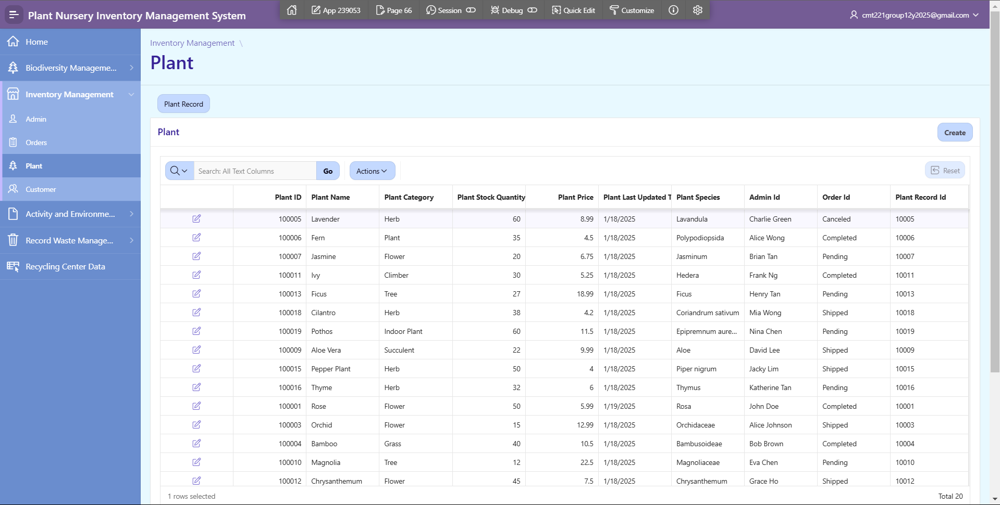 Plant Nursery Inventory Management System
App 239053 Page 66 Session Debug Quick Edit Customize
cmt221group12y2025@gmail.com
Home
Biodiversity Manageme...
Inventory Management
Admin
Orders
Plant
Customer
Activity and Environme...
Record Waste Manage...
Recycling Center Data
Inventory Management \
Plant
Plant Record
Plant
Create
Search: All Text Columns Go Actions Reset
Plant ID Plant Name Plant Category Plant Stock Quantity Plant Price Plant Last Updated T Plant Species Admin Id Order Id Plant Record Id
100005 Lavender Herb 60 8.99 1/18/2025 Lavandula Charlie Green Canceled 10005
100006 Fern Plant 35 4.5 1/18/2025 Polypodiopsida Alice Wong Completed 10006
100007 Jasmine Flower 20 6.75 1/18/2025 Jasminum Brian Tan Pending 10007
100011 Ivy Climber 30 5.25 1/18/2025 Hedera Frank Ng Completed 10011
100013 Ficus Tree 27 18.99 1/18/2025 Ficus Henry Tan Pending 10013
100018 Cilantro Herb 38 4.2 1/18/2025 Coriandrum sativum Mia Wong Shipped 10018
100019 Pothos Indoor Plant 60 11.5 1/18/2025 Epipremnum aure... Nina Chen Pending 10019
100009 Aloe Vera Succulent 22 9.99 1/18/2025 Aloe David Lee Shipped 10009
100015 Pepper Plant Herb 50 4 1/18/2025 Piper nigrum Jacky Lim Shipped 10015
100016 Thyme Herb 32 6 1/18/2025 Thymus Katherine Tan Pending 10016
100001 Rose Flower 50 5.99 1/19/2025 Rosa John Doe Completed 10001
100003 Orchid Flower 15 12.99 1/18/2025 Orchidaceae Alice Johnson Shipped 10003
100004 Bamboo Grass 40 10.5 1/18/2025 Bambusoideae Bob Brown Completed 10004
100010 Magnolia Tree 12 22.5 1/18/2025 Magnoliaceae Eva Chen Pending 10010
100012 Chrysanthemum Flower 45 7.5 1/18/2025 Chrysanthemum Grace Ho Shipped 10012
1 rows selected Total 20